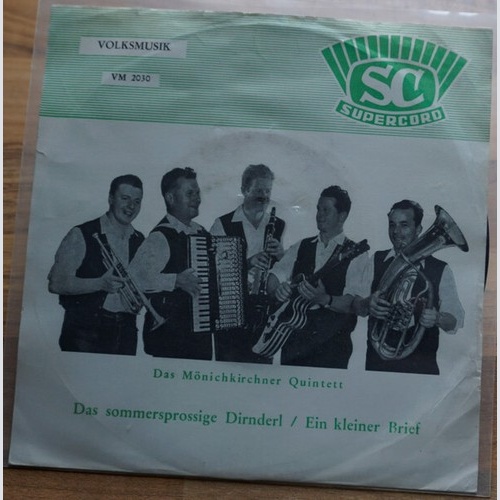 VOLKSMUSIK
VM 2030
SC
SUPERCORD
Das Mönichkirchner Quintett
Das sommersprossige Dirnderl / Ein kleiner Brief